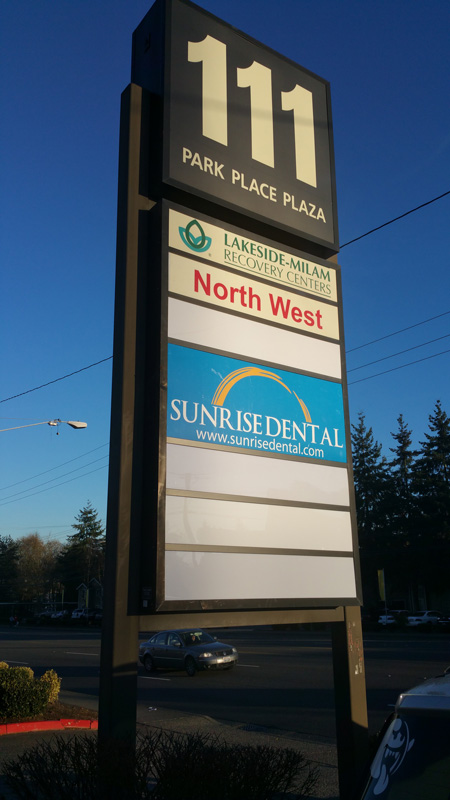 111
PARK PLACE PLAZA
LAKESIDE-MILAM
RECOVERY CENTERS
North West
SUNRISE DENTAL
www.sunrisedental.com